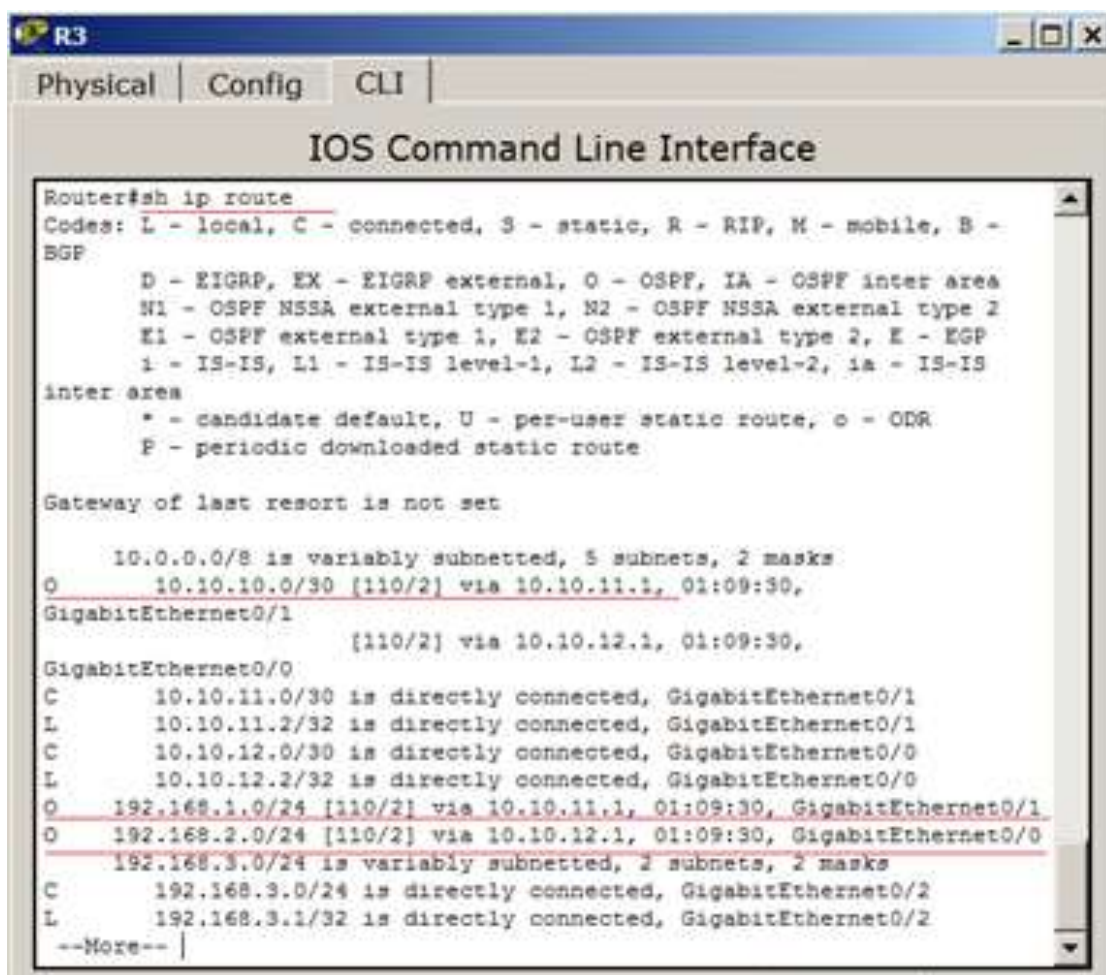 R3
Physical
Config
CLI
IOS Command Line Interface
Router#sh ip route
Codes: L - local, C - connected, S - static, R - RIP, M - mobile, B -
BGP
D - EIGRP, EX - EIGRP external, O - OSPF, IA - OSPF inter area
N1 - OSPF NSSA external type 1, N2 - OSPF NSSA external type 2
E1 - OSPF external type 1, E2 - OSPF external type 2, E - EGP
i - IS-IS, L1 - IS-IS level-1, L2 - IS-IS level-2, ia - IS-IS
inter area
* - candidate default, U - per-user static route, o - ODR
P - periodic downloaded static route
Gateway of last resort is not set
10.0.0.0/8 is variably subnetted, 5 subnets, 2 masks
O 10.10.10.0/30 [110/2] via 10.10.11.1, 01:09:30,
GigabitEthernet0/1
[110/2] via 10.10.12.1, 01:09:30,
GigabitEthernet0/0
C 10.10.11.0/30 is directly connected, GigabitEthernet0/1
L 10.10.11.2/32 is directly connected, GigabitEthernet0/1
C 10.10.12.0/30 is directly connected, GigabitEthernet0/0
L 10.10.12.2/32 is directly connected, GigabitEthernet0/0
O 192.168.1.0/24 [110/2] via 10.10.11.1, 01:09:30, GigabitEthernet0/1
O 192.168.2.0/24 [110/2] via 10.10.12.1, 01:09:30, GigabitEthernet0/0
192.168.3.0/24 is variably subnetted, 2 subnets, 2 masks
C 192.168.3.0/24 is directly connected, GigabitEthernet0/2
L 192.168.3.1/32 is directly connected, GigabitEthernet0/2
--More--